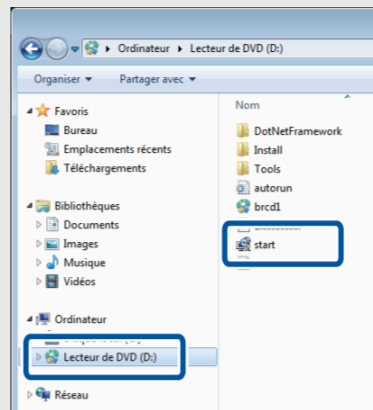 Ordinateur ▸ Lecteur de DVD (D:)
Organiser ▾ Partager avec ▾
Favoris
Bureau
Emplacements récents
Téléchargements
Bibliothèques
Documents
Images
Musique
Vidéos
Ordinateur
Lecteur de DVD (D:)
Réseau
Nom
DotNetFramework
Install
Tools
autorun
brcd1
start